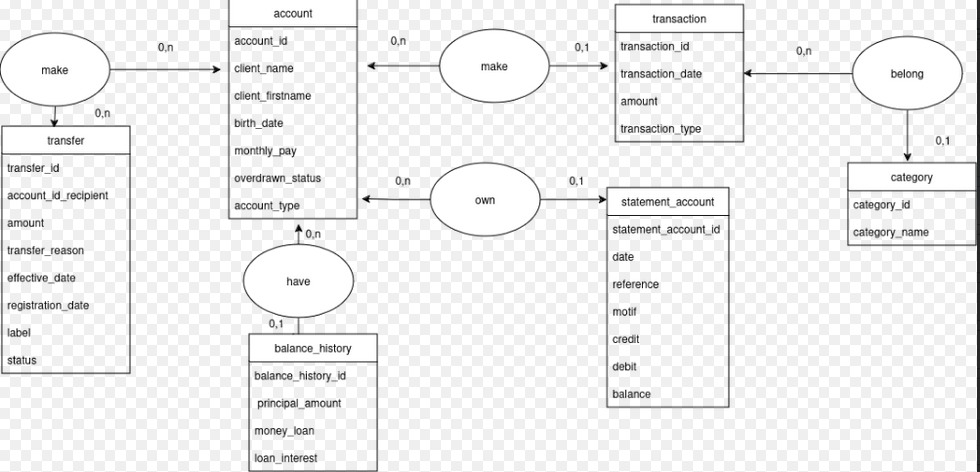 account
account_id
client_name
client_firstname
birth_date
monthly_pay
overdrawn_status
account_type
make
0,n
0,n
transfer
transfer_id
account_id_recipient
amount
transfer_reason
effective_date
registration_date
label
status
0,n
make
0,1
transaction
transaction_id
transaction_date
amount
transaction_type
0,n
belong
0,1
category
category_id
category_name
0,n
own
0,1
statement_account
statement_account_id
date
reference
motif
credit
debit
balance
0,n
have
0,1
balance_history
balance_history_id
principal_amount
money_loan
loan_interest